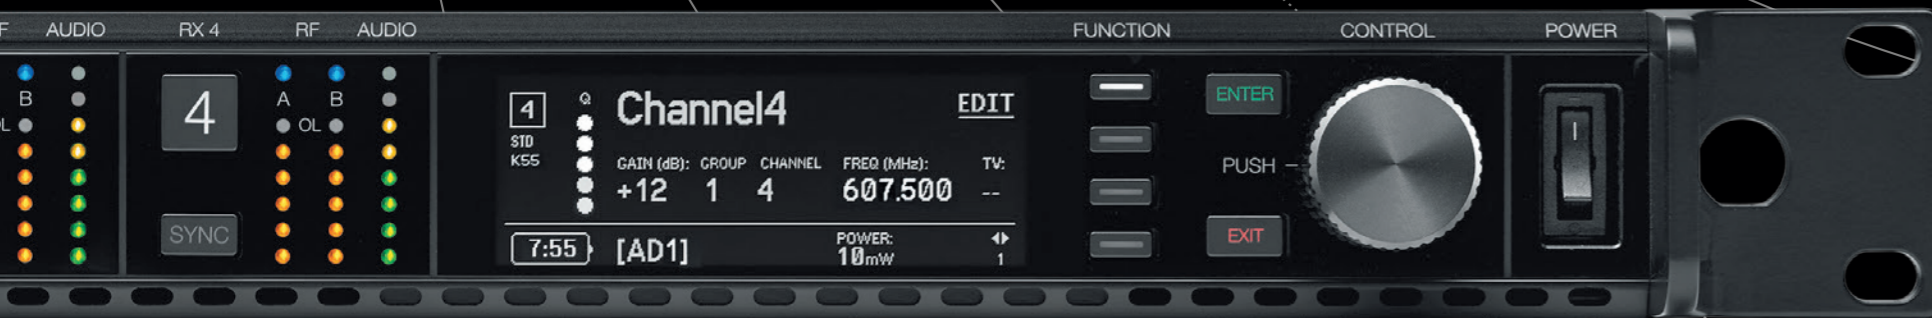 F AUDIO RX 4 RF AUDIO FUNCTION CONTROL POWER
B
L
4
A B
OL
SYNC
4
STD
K55
Q
Channel4
EDIT
GAIN (dB): GROUP CHANNEL FREQ (MHz): TV:
+12 1 4 607.500 --
7:55
[AD1]
POWER:
10mW
1
ENTER
PUSH
EXIT